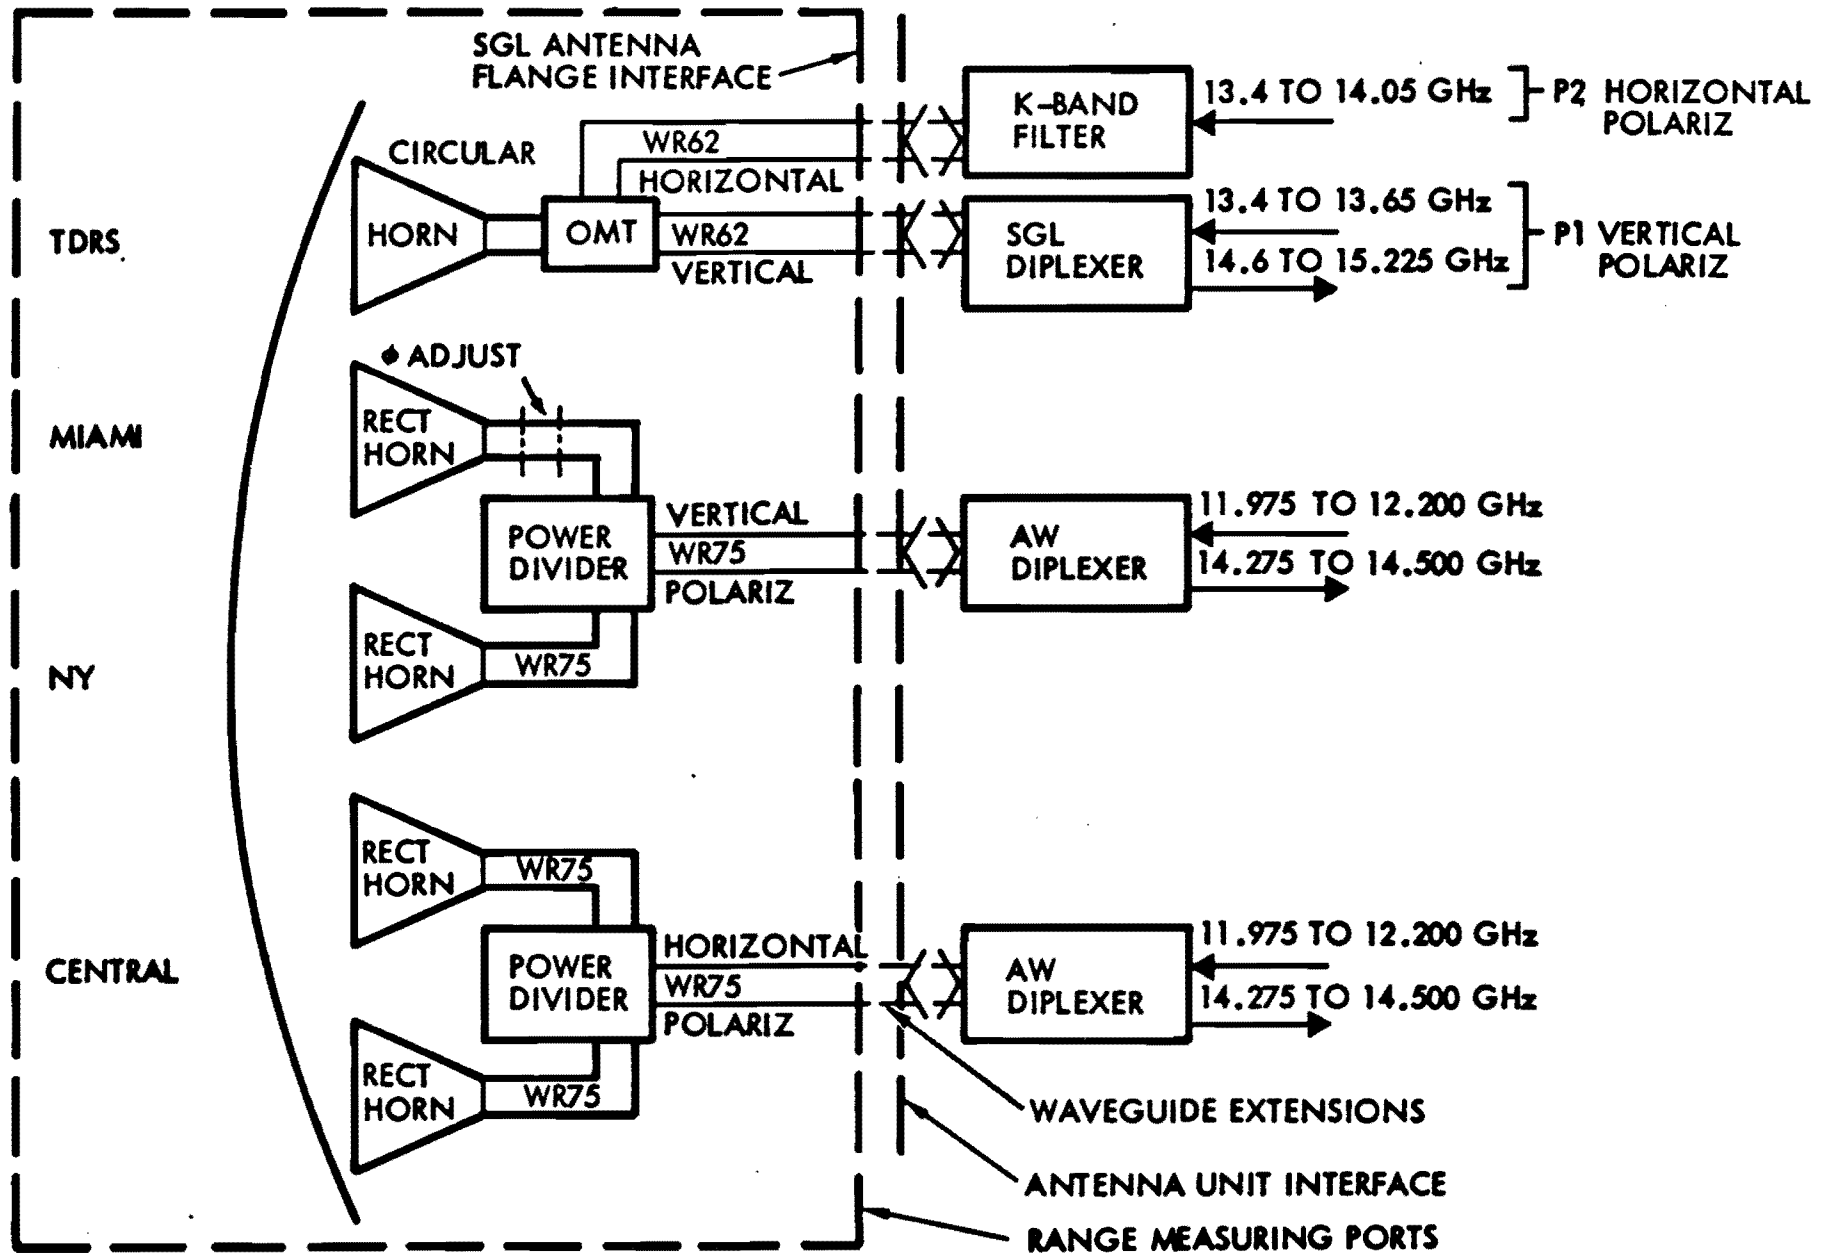 SGL ANTENNA
FLANGE INTERFACE
K-BAND
FILTER
13.4 TO 14.05 GHz
P2 HORIZONTAL
POLARIZ
CIRCULAR
WR62
HORIZONTAL
TDRS
HORN
OMT
WR62
VERTICAL
SGL
DIPLEXER
13.4 TO 13.65 GHz
14.6 TO 15.225 GHz
P1 VERTICAL
POLARIZ
ϕ ADJUST
MIAMI
RECT
HORN
POWER
DIVIDER
VERTICAL
WR75
POLARIZ
AW
DIPLEXER
11.975 TO 12.200 GHz
14.275 TO 14.500 GHz
NY
RECT
HORN
WR75
RECT
HORN
WR75
CENTRAL
POWER
DIVIDER
HORIZONTAL
WR75
POLARIZ
AW
DIPLEXER
11.975 TO 12.200 GHz
14.275 TO 14.500 GHz
RECT
HORN
WR75
WAVEGUIDE EXTENSIONS
ANTENNA UNIT INTERFACE
RANGE MEASURING PORTS